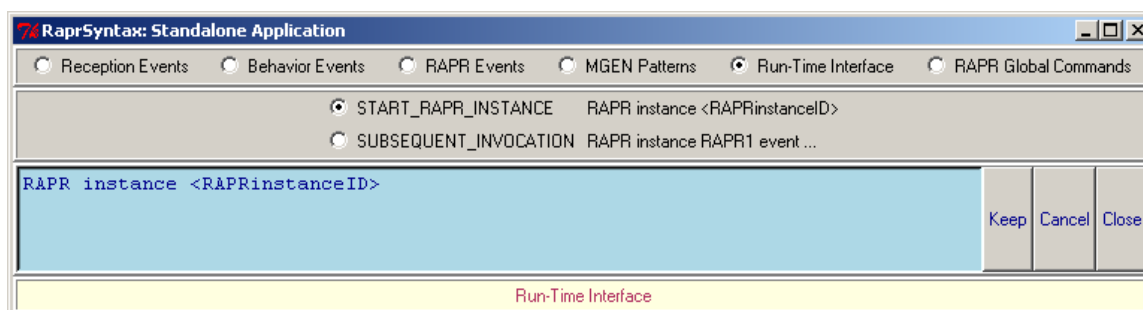 RaprSyntax: Standalone Application
Reception Events Behavior Events RAPR Events MGEN Patterns Run-Time Interface RAPR Global Commands
START_RAPR_INSTANCE RAPR instance <RAPRinstanceID>
SUBSEQUENT_INVOCATION RAPR instance RAPR1 event ...
RAPR instance <RAPRinstanceID>
Keep Cancel Close
Run-Time Interface